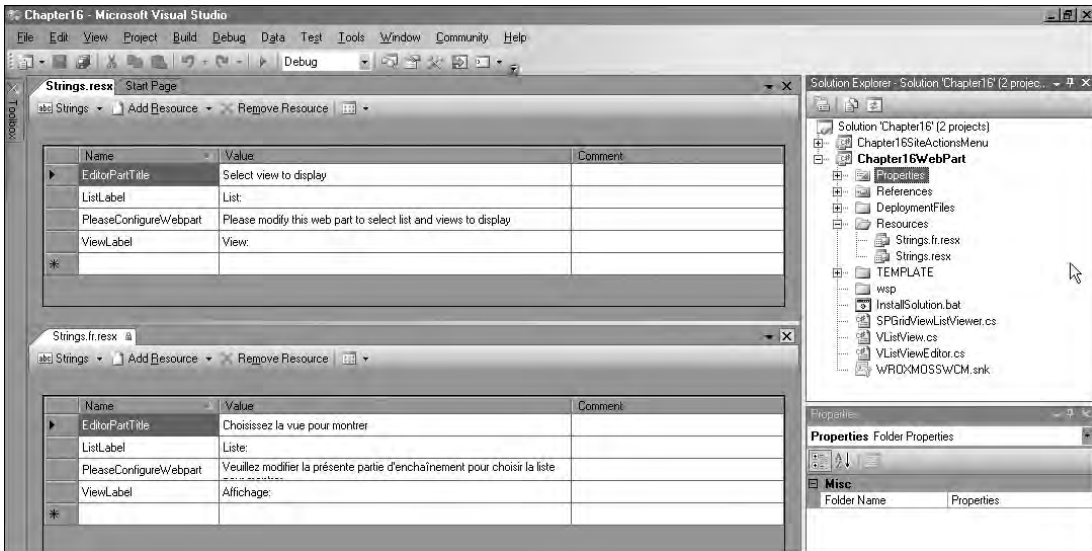 Chapter16 - Microsoft Visual Studio
File Edit View Project Build Debug Data Test Tools Window Community Help
Debug
Toolbox
Strings.resx Start Page
abc Strings Add Resource Remove Resource
Name Value Comment
EditorPartTitle Select view to display
ListLabel List:
PleaseConfigureWebpart Please modify this web part to select list and views to display
ViewLabel View:
Strings.fr.resx
abc Strings Add Resource Remove Resource
Name Value Comment
EditorPartTitle Choisissez la vue pour montrer
ListLabel Liste:
PleaseConfigureWebpart Veuillez modifier la présente partie d'enchaînement pour choisir la liste
ViewLabel Affichage:
Solution Explorer - Solution 'Chapter16' (2 projec...
Solution 'Chapter16' (2 projects)
Chapter16SiteActionsMenu
Chapter16WebPart
Properties
References
DeploymentFiles
Resources
Strings.fr.resx
Strings.resx
TEMPLATE
wsp
InstallSolution.bat
SPGridViewListViewer.cs
VListView.cs
VListViewEditor.cs
WROXMOSSWCM.snk
Properties
Properties Folder Properties
Misc
Folder Name Properties